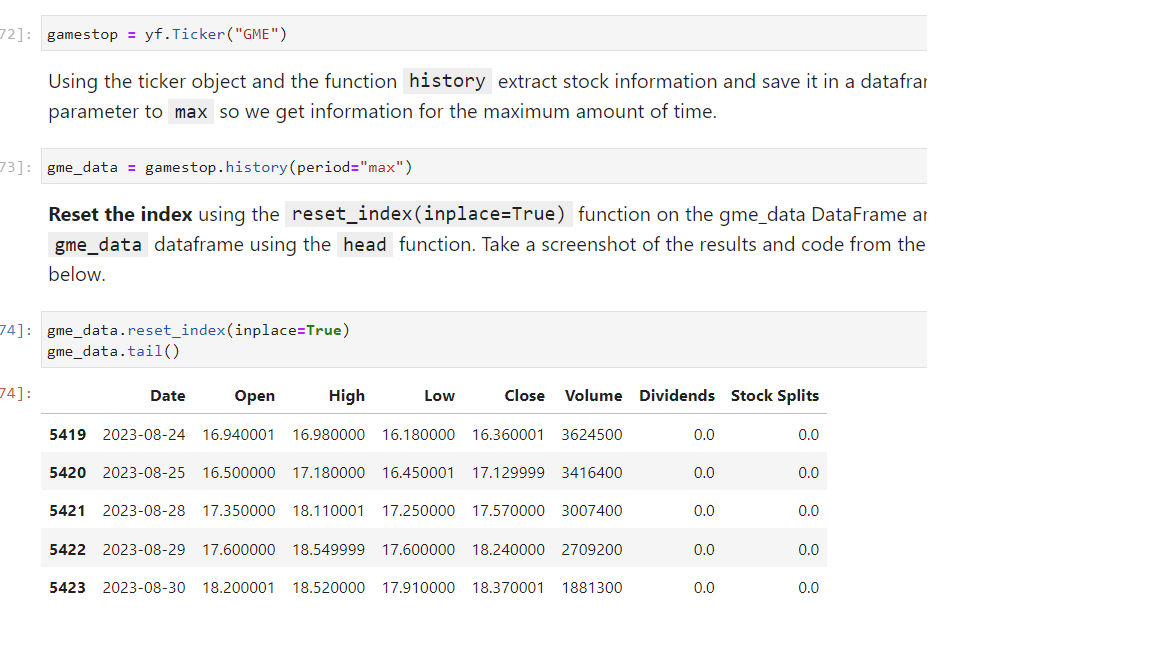 72]: gamestop = yf.Ticker("GME")
Using the ticker object and the function history extract stock information and save it in a datafrar
parameter to max so we get information for the maximum amount of time.
73]: gme_data = gamestop.history(period="max")
Reset the index using the reset_index(inplace=True) function on the gme_data DataFrame ar
gme_data dataframe using the head function. Take a screenshot of the results and code from the
below.
74]: gme_data.reset_index(inplace=True)
gme_data.tail()
74]: Date Open High Low Close Volume Dividends Stock Splits
5419 2023-08-24 16.940001 16.980000 16.180000 16.360001 3624500 0.0 0.0
5420 2023-08-25 16.500000 17.180000 16.450001 17.129999 3416400 0.0 0.0
5421 2023-08-28 17.350000 18.110001 17.250000 17.570000 3007400 0.0 0.0
5422 2023-08-29 17.600000 18.549999 17.600000 18.240000 2709200 0.0 0.0
5423 2023-08-30 18.200001 18.520000 17.910000 18.370001 1881300 0.0 0.0